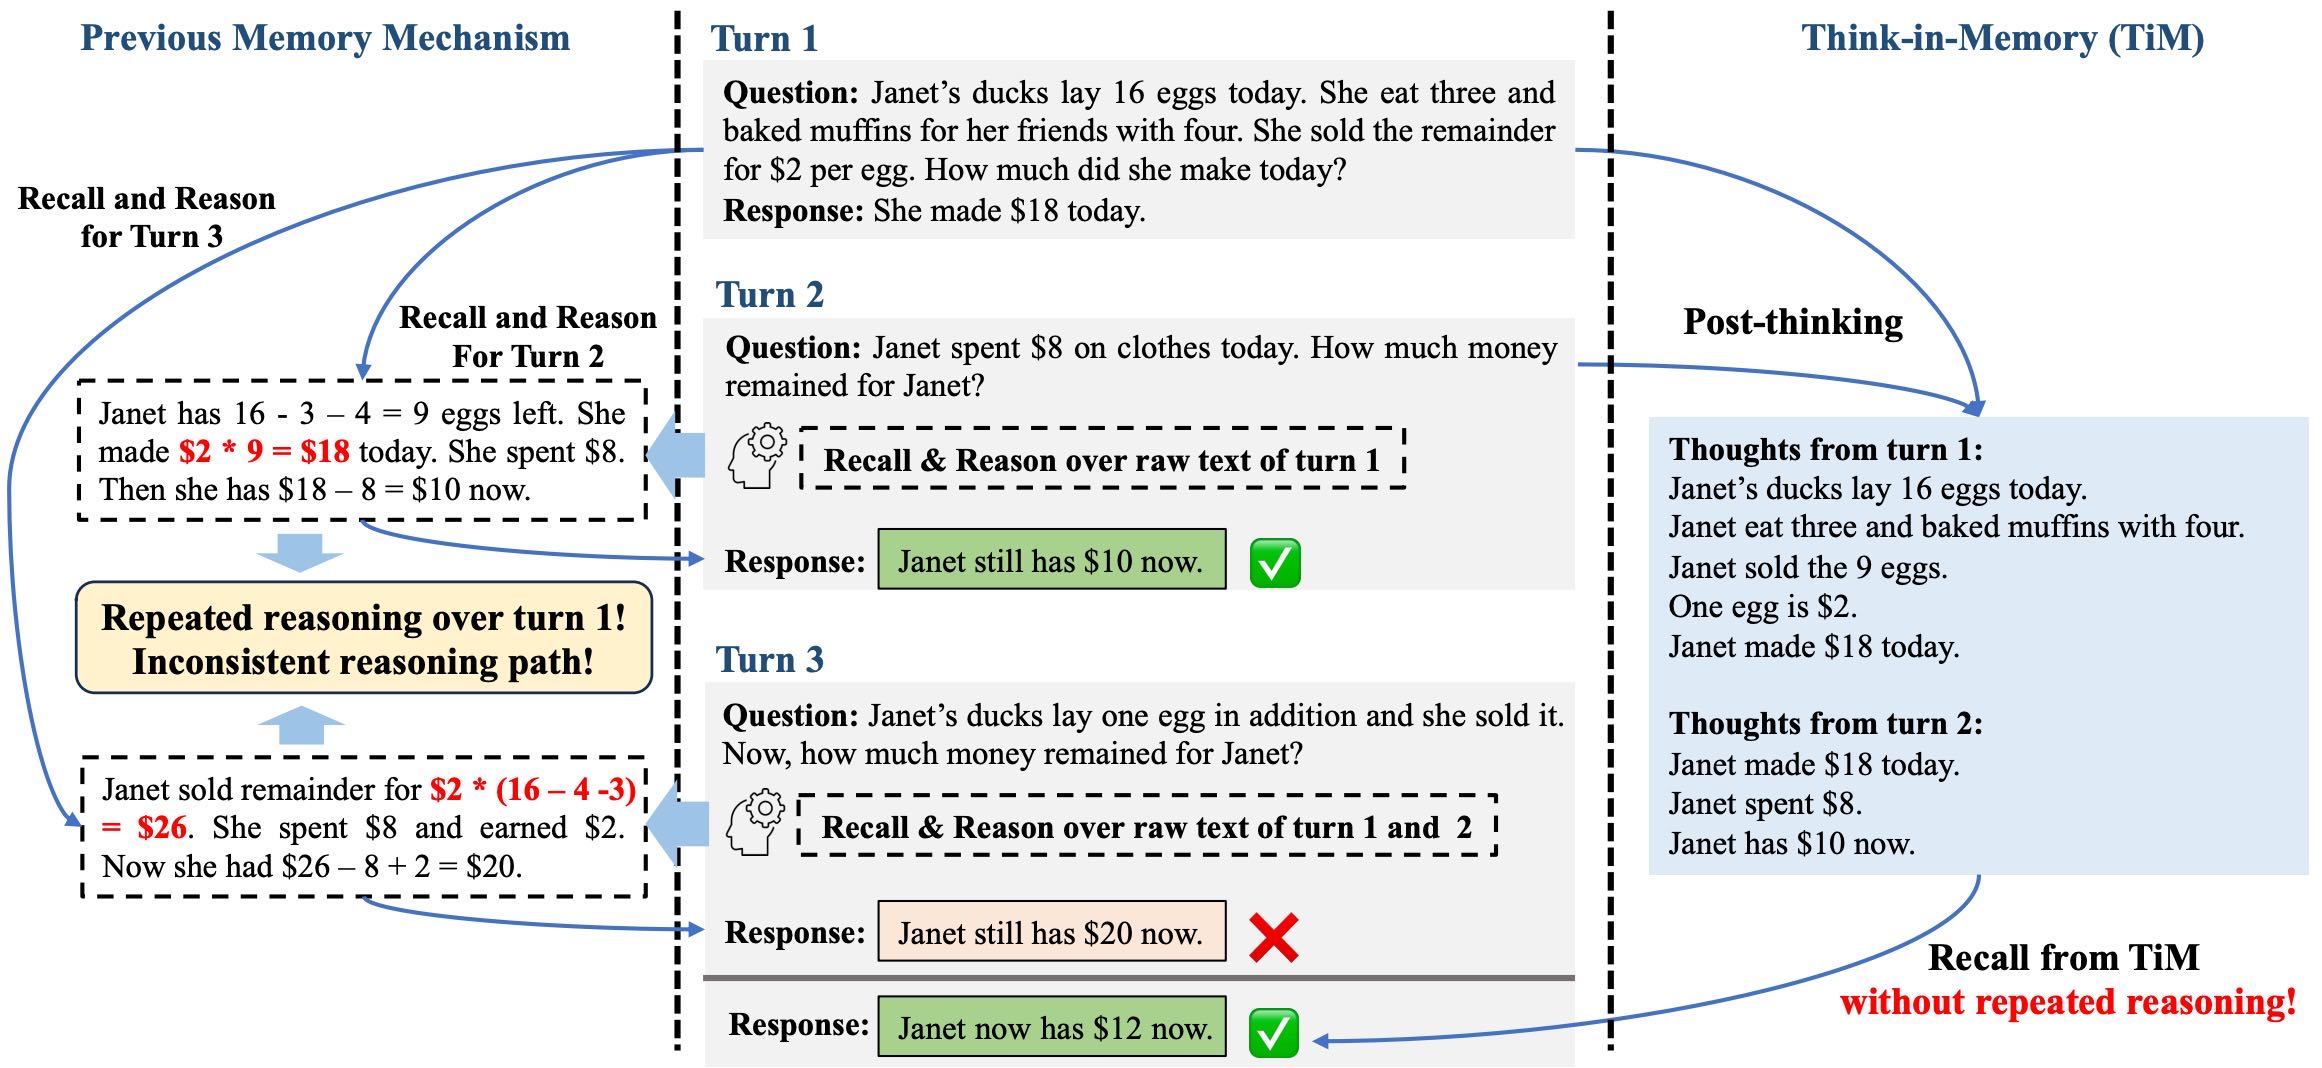 Previous Memory Mechanism
Recall and Reason
for Turn 3
Recall and Reason
For Turn 2
Janet has 16 - 3 – 4 = 9 eggs left. She
made $2 * 9 = $18 today. She spent $8.
Then she has $18 – 8 = $10 now.
Repeated reasoning over turn 1!
Inconsistent reasoning path!
Janet sold remainder for $2 * (16 – 4 -3)
= $26. She spent $8 and earned $2.
Now she had $26 – 8 + 2 = $20.
Turn 1
Question: Janet’s ducks lay 16 eggs today. She eat three and
baked muffins for her friends with four. She sold the remainder
for $2 per egg. How much did she make today?
Response: She made $18 today.
Turn 2
Question: Janet spent $8 on clothes today. How much money
remained for Janet?
Recall & Reason over raw text of turn 1
Response: Janet still has $10 now.
Turn 3
Question: Janet’s ducks lay one egg in addition and she sold it.
Now, how much money remained for Janet?
Recall & Reason over raw text of turn 1 and 2
Response: Janet still has $20 now.
Response: Janet now has $12 now.
Think-in-Memory (TiM)
Post-thinking
Thoughts from turn 1:
Janet’s ducks lay 16 eggs today.
Janet eat three and baked muffins with four.
Janet sold the 9 eggs.
One egg is $2.
Janet made $18 today.
Thoughts from turn 2:
Janet made $18 today.
Janet spent $8.
Janet has $10 now.
Recall from TiM
without repeated reasoning!